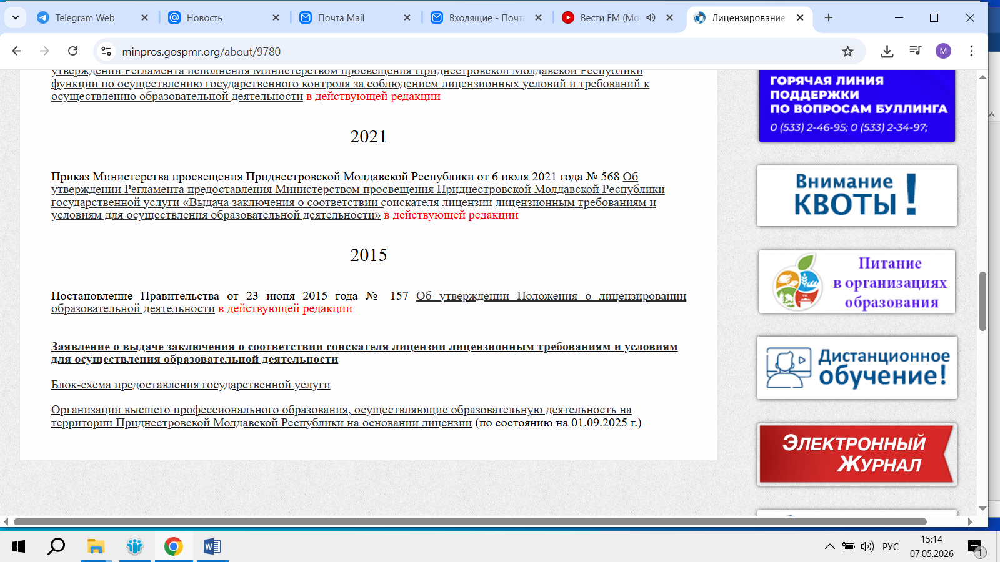 Telegram Web
Новость
Почта Mail
Входящие - Почта
Вести FM (Мо
Лицензирование
minpros.gospmr.org/about/9780
M
утверждении Регламента исполнения Министерством просвещения Приднестровской Молдавской Республики
функции по осуществлению государственного контроля за соблюдением лицензионных условий и требований к
осуществлению образовательной деятельности в действующей редакции
2021
Приказ Министерства просвещения Приднестровской Молдавской Республики от 6 июля 2021 года № 568 Об
утверждении Регламента предоставления Министерством просвещения Приднестровской Молдавской Республики
государственной услуги «Выдача заключения о соответствии соискателя лицензии лицензионным требованиям и
условиям для осуществления образовательной деятельности» в действующей редакции
2015
Постановление Правительства от 23 июня 2015 года № 157 Об утверждении Положения о лицензировании
образовательной деятельности в действующей редакции
Заявление о выдаче заключения о соответствии соискателя лицензии лицензионным требованиям и условиям
для осуществления образовательной деятельности
Блок-схема предоставления государственной услуги
Организации высшего профессионального образования, осуществляющие образовательную деятельность на
территории Приднестровской Молдавской Республики на основании лицензии (по состоянию на 01.09.2025 г.)
ГОРЯЧАЯ ЛИНИЯ
ПОДДЕРЖКИ
ПО ВОПРОСАМ БУЛЛИНГА
0 (533) 2-46-95; 0 (533) 2-34-97;
Внимание
КВОТЫ!
Питание
в организациях
образования
Дистанционное
обучение!
ЭЛЕКТРОННЫЙ
ЖУРНАЛ
РУС
15:14
07.05.2026
1